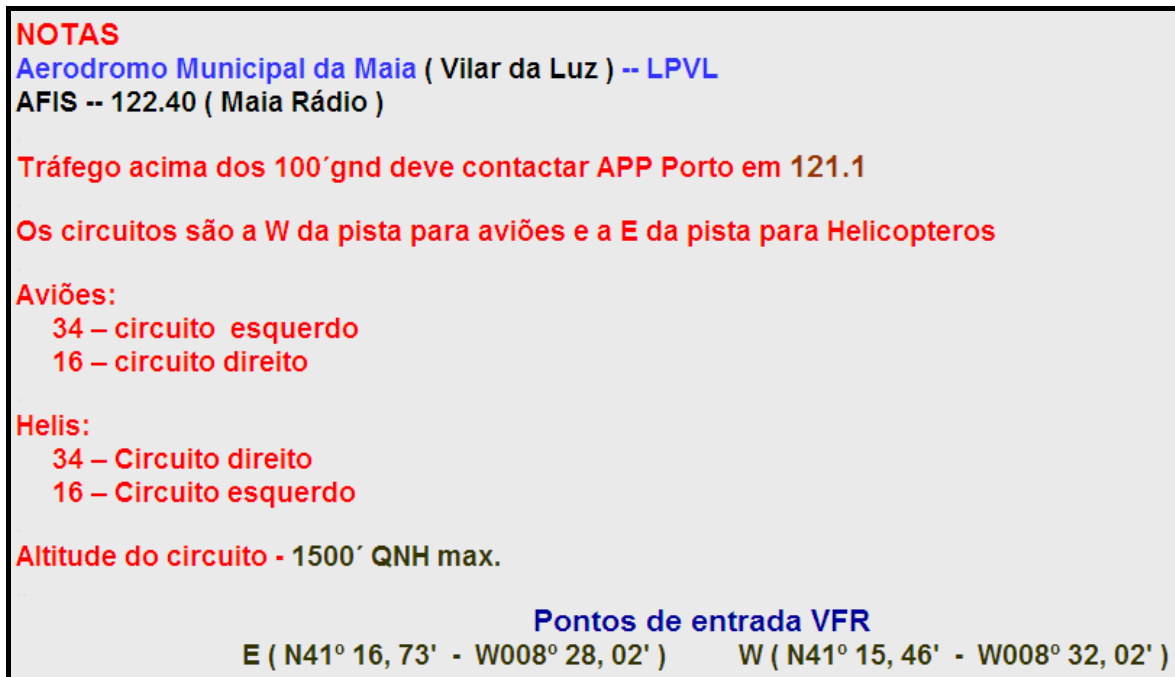 NOTAS
Aerodromo Municipal da Maia ( Vilar da Luz ) -- LPVL
AFIS -- 122.40 ( Maia Rádio )
Tráfego acima dos 100´gnd deve contactar APP Porto em 121.1
Os circuitos são a W da pista para aviões e a E da pista para Helicopteros
Aviões:
34 – circuito esquerdo
16 – circuito direito
Helis:
34 – Circuito direito
16 – Circuito esquerdo
Altitude do circuito - 1500´ QNH max.
Pontos de entrada VFR
E ( N41º 16, 73' - W008º 28, 02' ) W ( N41º 15, 46' - W008º 32, 02' )